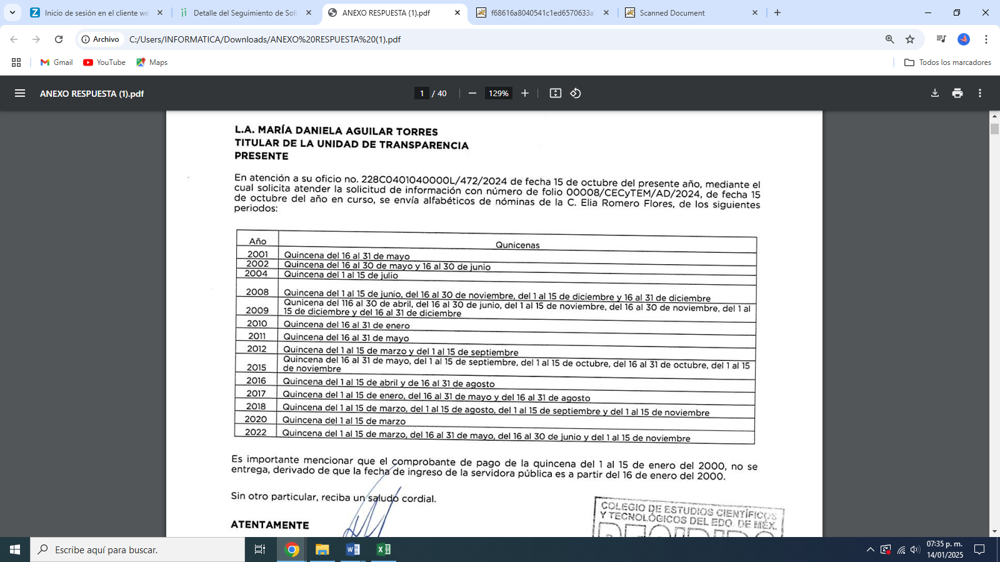 Inicio de sesión en el cliente we
Detalle del Seguimiento de Soli
ANEXO RESPUESTA (1).pdf
f68616a8040541c1ed6570633a
Scanned Document
Archivo
C:/Users/INFORMATICA/Downloads/ANEXO%20RESPUESTA%20(1).pdf
Gmail
YouTube
Maps
Todos los marcadores
ANEXO RESPUESTA (1).pdf
1 / 40
129%
L.A. MARÍA DANIELA AGUILAR TORRES
TITULAR DE LA UNIDAD DE TRANSPARENCIA
PRESENTE
En atención a su oficio no. 228C0401040000L/472/2024 de fecha 15 de octubre del presente año, mediante el
cual solicita atender la solicitud de información con número de folio 00008/CECyTEM/AD/2024, de fecha 15
de octubre del año en curso, se envía alfabéticos de nóminas de la C. Elia Romero Flores, de los siguientes
periodos:
Año Qunicenas
2001 Quincena del 16 al 31 de mayo
2002 Quincena del 16 al 30 de mayo y 16 al 30 de junio
2004 Quincena del 1 al 15 de julio
2008 Quincena del 1 al 15 de junio, del 16 al 30 de noviembre, del 1 al 15 de diciembre y 16 al 31 de diciembre
2009 Qunicena del 116 al 30 de abril, del 16 al 30 de junio, del 1 al 15 de noviembre, del 16 al 30 de noviembre, del 1 al
15 de diciembre y del 16 al 31 de diciembre
2010 Quincena del 16 al 31 de enero
2011 Quincena del 16 al 31 de mayo
2012 Quincena del 1 al 15 de marzo y del 1 al 15 de septiembre
2015 Quincena del 16 al 31 de mayo, del 1 al 15 de septiembre, del 1 al 15 de octubre, del 16 al 31 de octubre, del 1 al 15
de noviembre
2016 Quincena del 1 al 15 de abril y de 16 al 31 de agosto
2017 Quincena del 1 al 15 de enero, del 16 al 31 de mayo y del 16 al 31 de agosto
2018 Quincena del 1 al 15 de marzo, del 1 al 15 de agosto, del 1 al 15 de septiembre y del 1 al 15 de noviembre
2020 Quincena del 1 al 15 de marzo
2022 Quincena del 1 al 15 de marzo, del 16 al 31 de mayo, del 16 al 30 de junio y del 1 al 15 de noviembre
Es importante mencionar que el comprobante de pago de la quincena del 1 al 15 de enero del 2000, no se
entrega, derivado de que la fecha de ingreso de la servidora pública es a partir del 16 de enero del 2000.
Sin otro particular, reciba un saludo cordial.
ATENTAMENTE
COLEGIO DE ESTUDIOS CIENTÍFICOS
Y TECNOLÓGICOS DEL EDO. DE MÉX.
Escribe aquí para buscar.
07:35 p. m.
14/01/2025